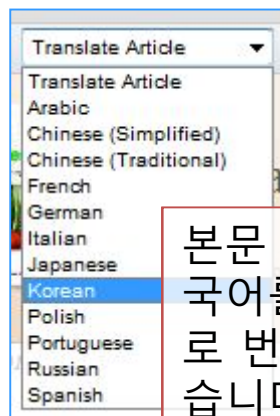 Translate Article
Translate Article
Arabic
Chinese (Simplified)
Chinese (Traditional)
French
German
Italian
Japanese
Korean
Polish
Portuguese
Russian
Spanish
본문
국어를
로 번
습니다